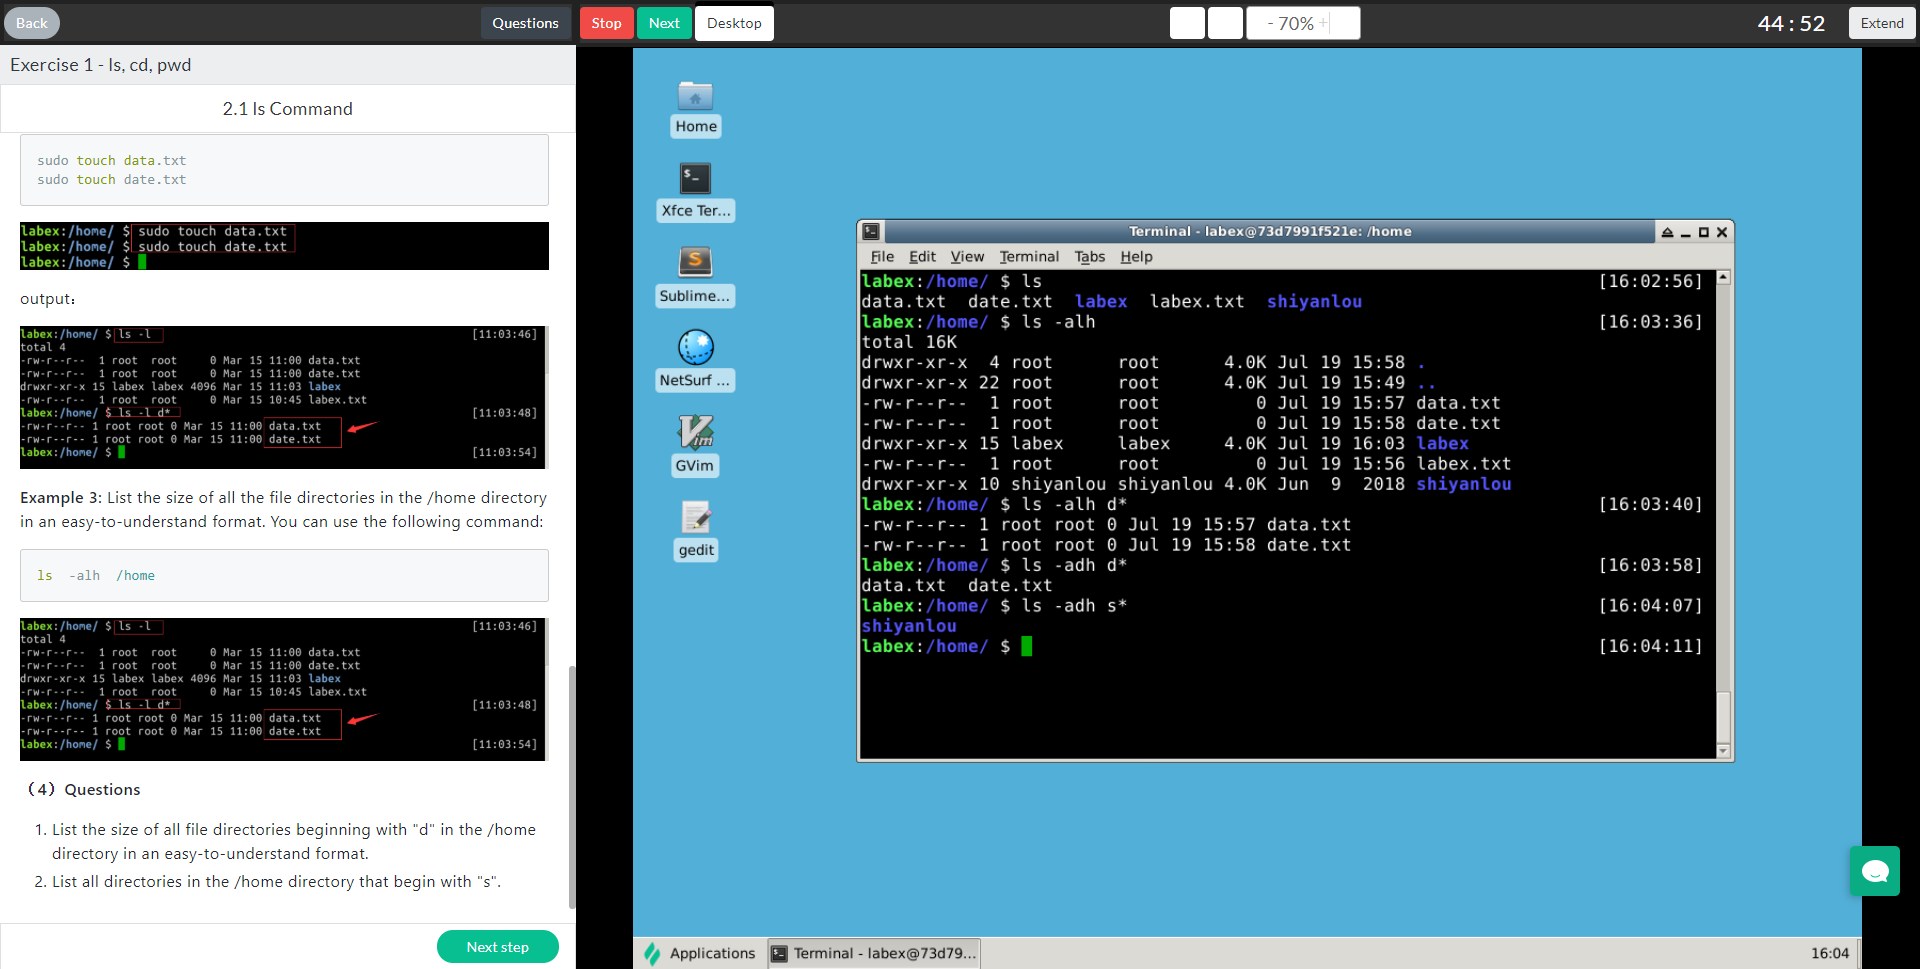 Back
Questions
Stop
Next
Desktop
- 70% +
44 : 52
Extend
Exercise 1 - ls, cd, pwd
2.1 ls Command
sudo touch data.txt
sudo touch date.txt
labex:/home/ $ sudo touch data.txt
labex:/home/ $ sudo touch date.txt
labex:/home/ $
output：
labex:/home/ $ ls -l [11:03:46]
total 4
-rw-r--r-- 1 root root 0 Mar 15 11:00 data.txt
-rw-r--r-- 1 root root 0 Mar 15 11:00 date.txt
drwxr-xr-x 15 labex labex 4096 Mar 15 11:03 labex
-rw-r--r-- 1 root root 0 Mar 15 10:45 labex.txt
labex:/home/ $ ls -l d* [11:03:48]
-rw-r--r-- 1 root root 0 Mar 15 11:00 data.txt
-rw-r--r-- 1 root root 0 Mar 15 11:00 date.txt
labex:/home/ $ [11:03:54]
Example 3: List the size of all the file directories in the /home directory
in an easy-to-understand format. You can use the following command:
ls -alh /home
labex:/home/ $ ls -l [11:03:46]
total 4
-rw-r--r-- 1 root root 0 Mar 15 11:00 data.txt
-rw-r--r-- 1 root root 0 Mar 15 11:00 date.txt
drwxr-xr-x 15 labex labex 4096 Mar 15 11:03 labex
-rw-r--r-- 1 root root 0 Mar 15 10:45 labex.txt
labex:/home/ $ ls -l d* [11:03:48]
-rw-r--r-- 1 root root 0 Mar 15 11:00 data.txt
-rw-r--r-- 1 root root 0 Mar 15 11:00 date.txt
labex:/home/ $ [11:03:54]
（4）Questions
1. List the size of all file directories beginning with "d" in the /home
directory in an easy-to-understand format.
2. List all directories in the /home directory that begin with "s".
Next step
Home
Xfce Ter...
Sublime...
NetSurf ...
GVim
gedit
Terminal - labex@73d7991f521e: /home
File Edit View Terminal Tabs Help
labex:/home/ $ ls [16:02:56]
data.txt date.txt labex labex.txt shiyanlou
labex:/home/ $ ls -alh [16:03:36]
total 16K
drwxr-xr-x 4 root root 4.0K Jul 19 15:58 .
drwxr-xr-x 22 root root 4.0K Jul 19 15:49 ..
-rw-r--r-- 1 root root 0 Jul 19 15:57 data.txt
-rw-r--r-- 1 root root 0 Jul 19 15:58 date.txt
drwxr-xr-x 15 labex labex 4.0K Jul 19 16:03 labex
-rw-r--r-- 1 root root 0 Jul 19 15:56 labex.txt
drwxr-xr-x 10 shiyanlou shiyanlou 4.0K Jun 9 2018 shiyanlou
labex:/home/ $ ls -alh d* [16:03:40]
-rw-r--r-- 1 root root 0 Jul 19 15:57 data.txt
-rw-r--r-- 1 root root 0 Jul 19 15:58 date.txt
labex:/home/ $ ls -adh d* [16:03:58]
data.txt date.txt
labex:/home/ $ ls -adh s* [16:04:07]
shiyanlou
labex:/home/ $ [16:04:11]
Applications
Terminal - labex@73d79...
16:04